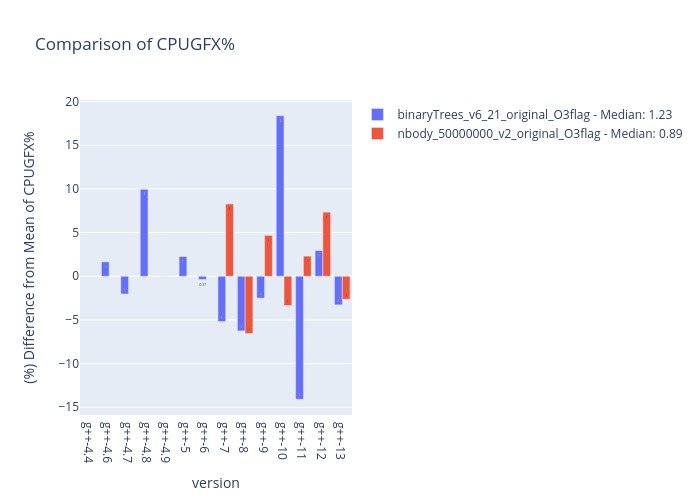 Comparison of CPUGFX%
binaryTrees_v6_21_original_O3flag - Median: 1.23
nbody_50000000_v2_original_O3flag - Median: 0.89
(%) Difference from Mean of CPUGFX%
20
15
10
5
0
−5
−10
−15
g++-4.4
g++-4.6
g++-4.7
g++-4.8
g++-4.9
g++-5
g++-6
g++-7
g++-8
g++-9
g++-10
g++-11
g++-12
g++-13
version